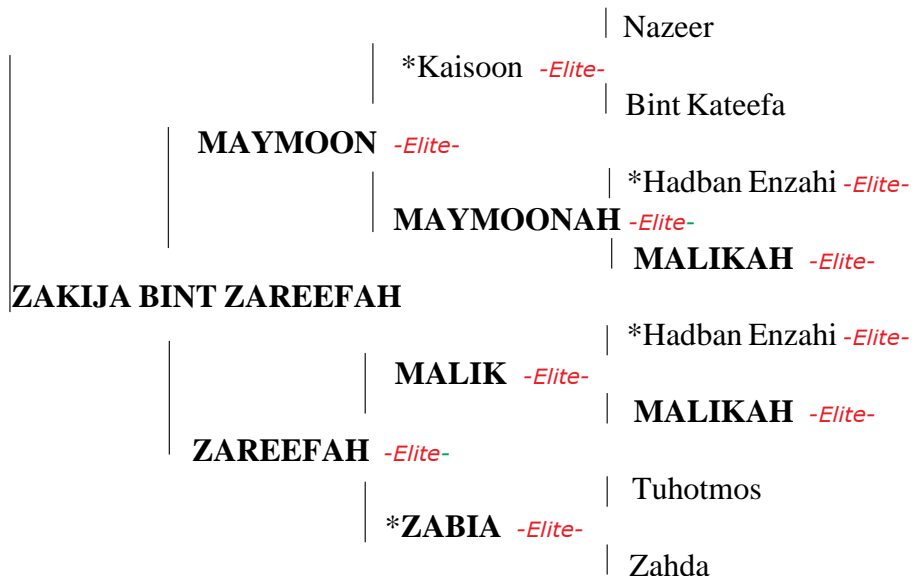 Nazeer
*Kaisoon -Elite-
Bint Kateefa
MAYMOON -Elite-
*Hadban Enzahi -Elite-
MAYMOONAH -Elite-
MALIKAH -Elite-
ZAKIJA BINT ZAREEFAH
*Hadban Enzahi -Elite-
MALIK -Elite-
MALIKAH -Elite-
ZAREEFAH -Elite-
Tuhotmos
*ZABIA -Elite-
Zahda